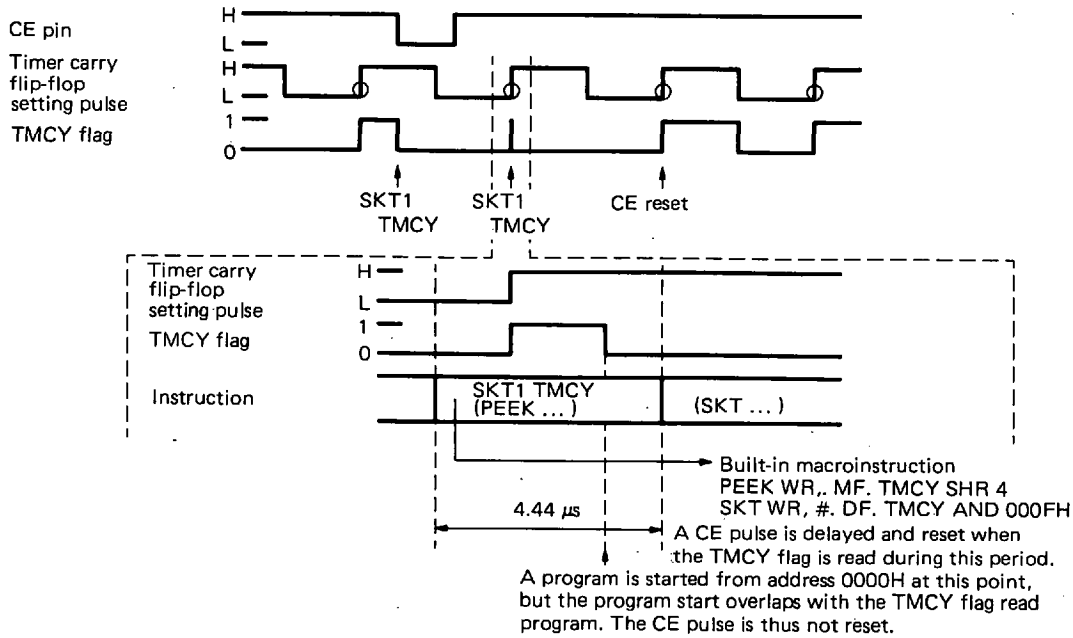 CE pin
H
L
Timer carry
flip-flop
setting pulse
H
L
TMCY flag
1
0
SKT1
TMCY
SKT1
TMCY
CE reset
Timer carry
flip-flop
setting pulse
H
L
TMCY flag
1
0
Instruction
SKT1 TMCY
(PEEK ... )
(SKT ... )
Built-in macroinstruction
PEEK WR,. MF. TMCY SHR 4
SKT WR, #. DF. TMCY AND 000FH
4.44 µs
A CE pulse is delayed and reset when
the TMCY flag is read during this period.
A program is started from address 0000H at this point,
but the program start overlaps with the TMCY flag read
program. The CE pulse is thus not reset.